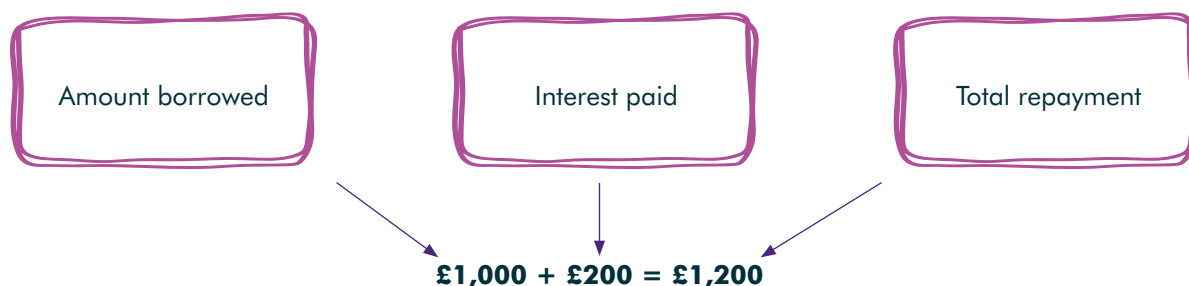 Amount borrowed
Interest paid
Total repayment
£1,000 + £200 = £1,200